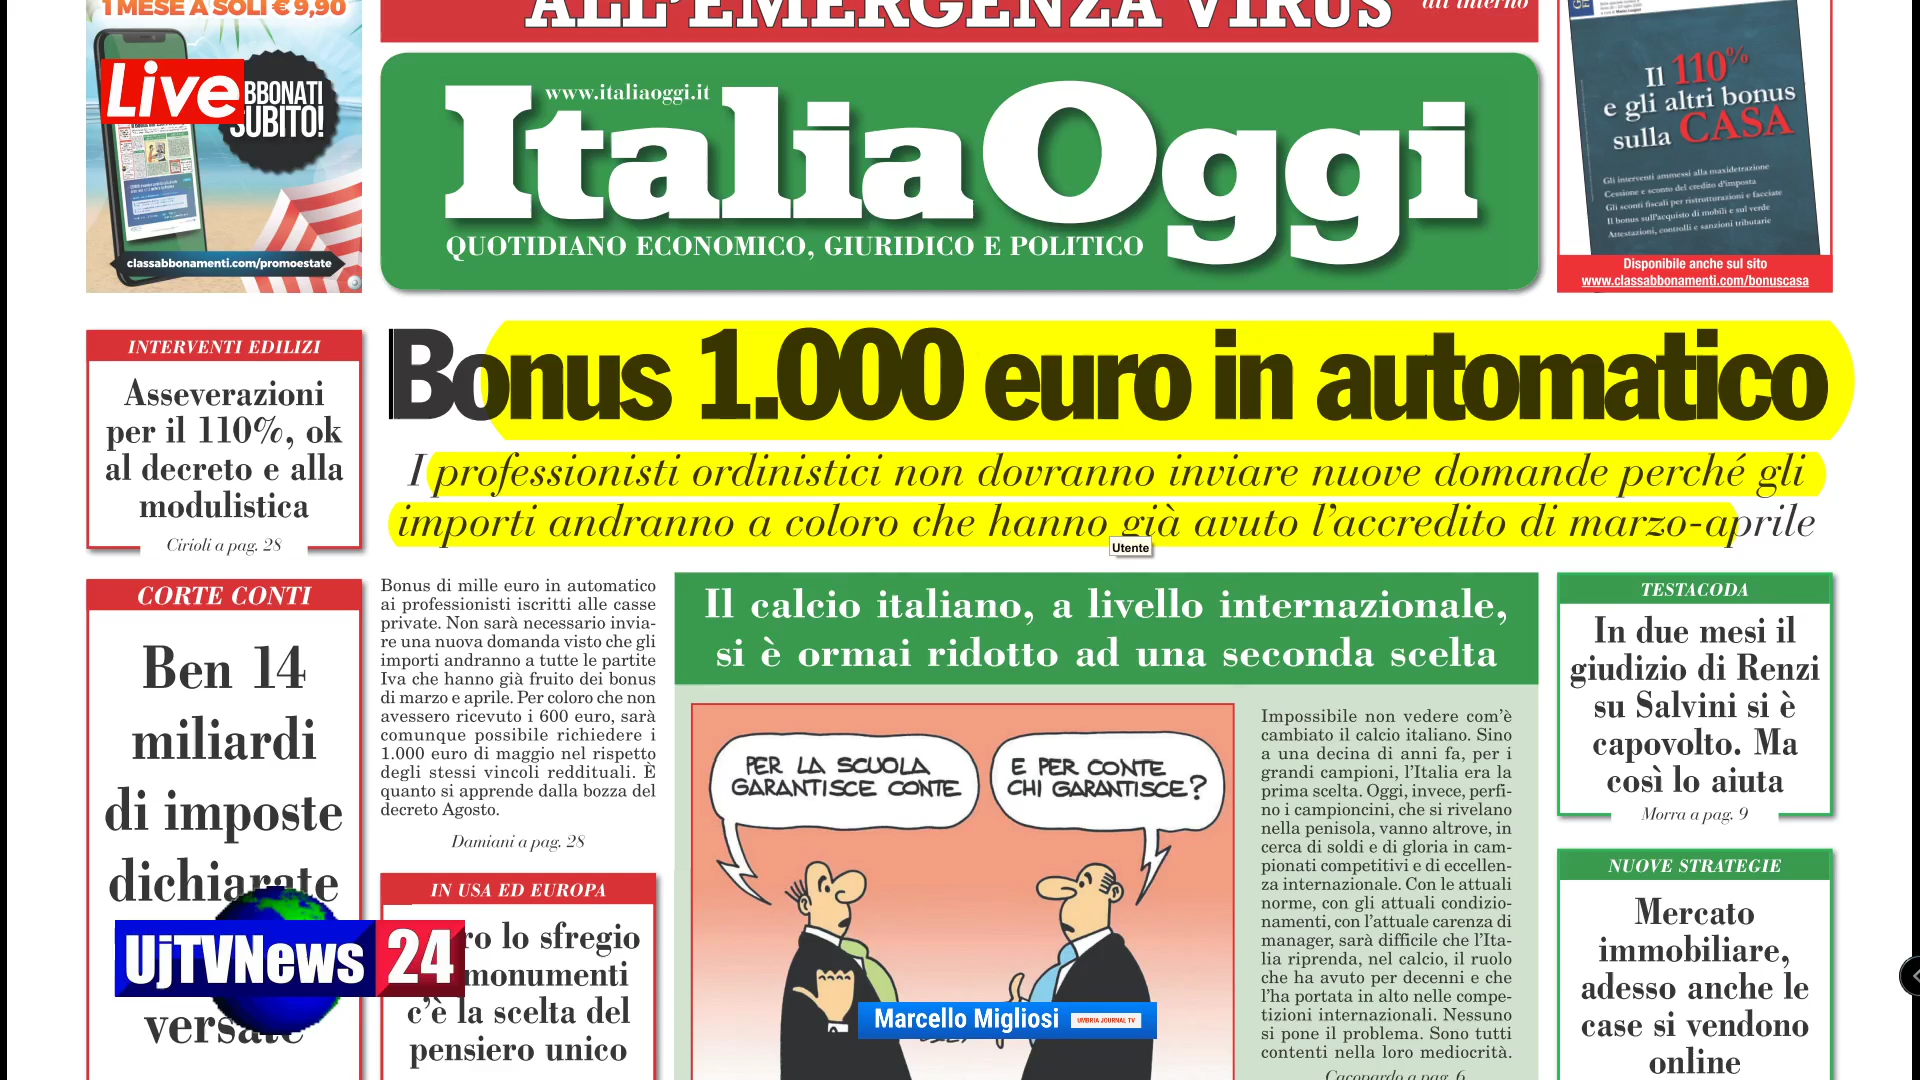 1 MESE A SOLI € 9,90
ALL'EMERGENZA VIRUS
all'interno
Live
BBONATI
SUBITO!
classabbonamenti.com/promoestate
www.italiaoggi.it
ItaliaOggi
QUOTIDIANO ECONOMICO, GIURIDICO E POLITICO
Il 110%
e gli altri bonus
sulla CASA
Gli interventi ammessi alla maxidetrazione
Cessione e sconto del credito d'imposta
Gli sconti fiscali per ristrutturazioni e facciate
Il bonus sull'acquisto di mobili e sul verde
Attestazioni, controlli e sanzioni tributarie
Disponibile anche sul sito
www.classabbonamenti.com/bonuscasa
INTERVENTI EDILIZI
Asseverazioni
per il 110%, ok
al decreto e alla
modulistica
Cirioli a pag. 28
Bonus 1.000 euro in automatico
I professionisti ordinistici non dovranno inviare nuove domande perché gli
importi andranno a coloro che hanno già avuto l'accredito di marzo-aprile
Utente
CORTE CONTI
Ben 14
miliardi
di imposte
dichiarate
versate
Bonus di mille euro in automatico
ai professionisti iscritti alle casse
private. Non sarà necessario invia-
re una nuova domanda visto che gli
importi andranno a tutte le partite
Iva che hanno già fruito dei bonus
di marzo e aprile. Per coloro che non
avessero ricevuto i 600 euro, sarà
comunque possibile richiedere i
1.000 euro di maggio nel rispetto
degli stessi vincoli reddituali. È
quanto si apprende dalla bozza del
decreto Agosto.
Damiani a pag. 28
IN USA ED EUROPA
ro lo sfregio
monumenti
c'è la scelta del
pensiero unico
Il calcio italiano, a livello internazionale,
si è ormai ridotto ad una seconda scelta
PER LA SCUOLA
GARANTISCE CONTE
E PER CONTE
CHI GARANTISCE?
Impossibile non vedere com'è
cambiato il calcio italiano. Sino
a una decina di anni fa, per i
grandi campioni, l'Italia era la
prima scelta. Oggi, invece, perfi-
no i campioncini, che si rivelano
nella penisola, vanno altrove, in
cerca di soldi e di gloria in cam-
pionati competitivi e di eccellen-
za internazionale. Con le attuali
norme, con gli attuali condizio-
namenti, con l'attuale carenza di
manager, sarà difficile che l'Ita-
lia riprenda, nel calcio, il ruolo
che ha avuto per decenni e che
l'ha portata in alto nelle compe-
tizioni internazionali. Nessuno
si pone il problema. Sono tutti
contenti nella loro mediocrità.
Cacopardo a pag. 6
TESTACODA
In due mesi il
giudizio di Renzi
su Salvini si è
capovolto. Ma
così lo aiuta
Morra a pag. 9
NUOVE STRATEGIE
Mercato
immobiliare,
adesso anche le
case si vendono
online
UjTVNews 24
Marcello Migliosi
UMBRIA JOURNAL TV